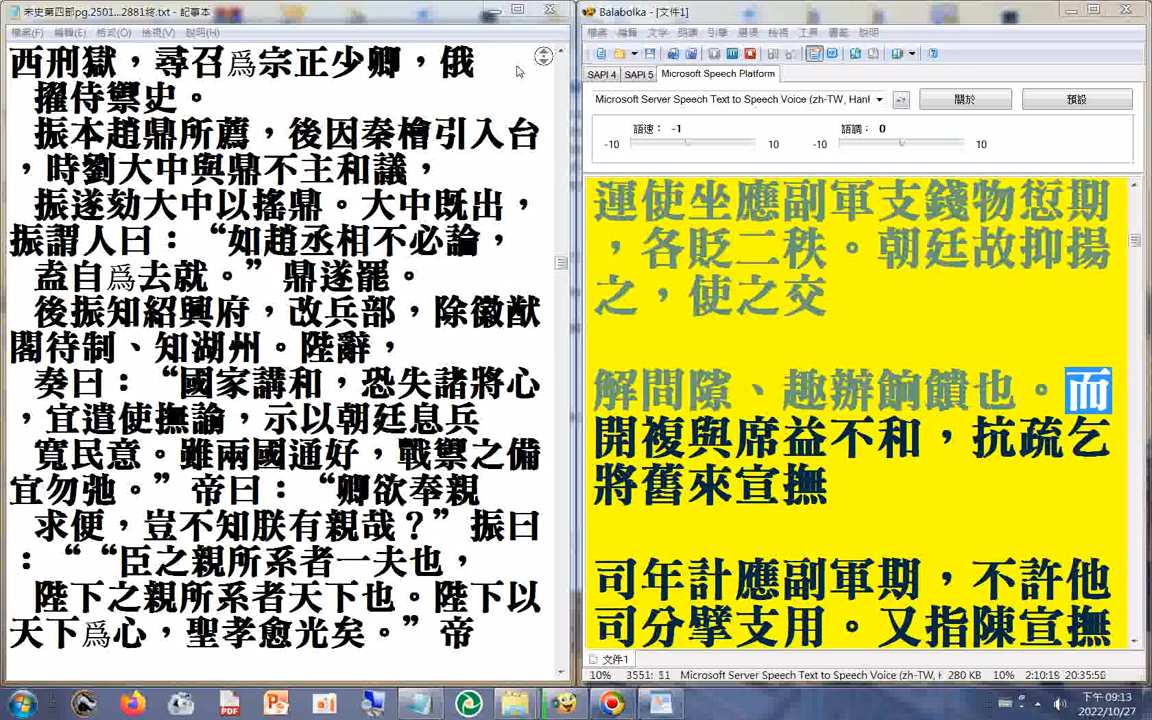 宋史第四部pg.2501...2881终.txt - 記事本
檔案(F) 編輯(E) 格式(O) 檢視(V) 說明(H)
西刑獄，尋召爲宗正少卿，俄
擢侍禦史。
振本趙鼎所薦，後因秦檜引入台
，時劉大中與鼎不主和議，
振遂劾大中以搖鼎。大中既出，
振謂人曰：“如趙丞相不必論，
盍自爲去就。”鼎遂罷。
後振知紹興府，改兵部，除徽猷
閣待制、知湖州。陛辭，
奏曰：“國家講和，恐失諸將心
，宜遣使撫諭，示以朝廷息兵
寬民意。雖兩國通好，戰禦之備
宜勿弛。”帝曰：“卿欲奉親
求便，豈不知朕有親哉？”振曰
：““臣之親所系者一夫也，
陛下之親所系者天下也。陛下以
天下爲心，聖孝愈光矣。”帝
Balabolka - [文件1]
檔案 編輯 文字 朗讀 引擎 選項 檢視 工具 書籤 說明
SAPI 4 SAPI 5 Microsoft Speech Platform
Microsoft Server Speech Text to Speech Voice (zh-TW, Hanl
關於
預設
語速： -1
語調： 0
-10 10 -10 10
運使坐應副軍支錢物愆期
，各貶二秩。朝廷故抑揚
之，使之交
解間隙、趣辦餉饋也。而
開複與席益不和，抗疏乞
將舊來宣撫
司年計應副軍期，不許他
司分擘支用。又指陳宣撫
文件1
10% 3551: 51 Microsoft Speech Platform Text to Speech Voice (zh-TW, H 280 KB 10% 2:10:18 20:35:56
下午 09:13
2022/10/27